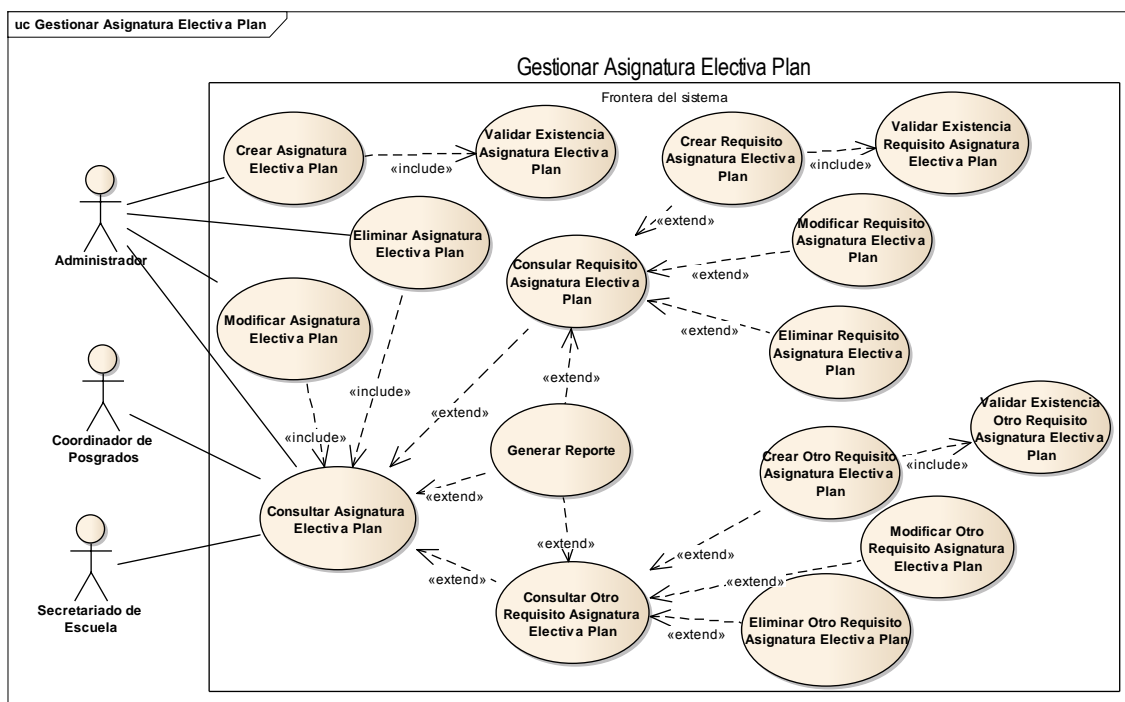 uc Gestionar Asignatura Electiva Plan
Gestionar Asignatura Electiva Plan
Frontera del sistema
Administrador
Coordinador de
Posgrados
Secretariado de
Escuela
Crear Asignatura
Electiva Plan
«include»
Validar Existencia
Asignatura Electiva
Plan
Eliminar Asignatura
Electiva Plan
Modificar Asignatura
Electiva Plan
«include»
«include»
Consultar Asignatura
Electiva Plan
Crear Requisito
Asignatura Electiva
Plan
«include»
Validar Existencia
Requisito Asignatura
Electiva Plan
«extend»
Modificar Requisito
Asignatura Electiva
Plan
«extend»
Consular Requisito
Asignatura Electiva
Plan
«extend»
Eliminar Requisito
Asignatura Electiva
Plan
«extend»
«extend»
Generar Reporte
«extend»
«extend»
«extend»
Consultar Otro
Requisito Asignatura
Electiva Plan
Crear Otro Requisito
Asignatura Electiva
Plan
«include»
Validar Existencia
Otro Requisito
Asignatura Electiva
Plan
«extend»
Modificar Otro
Requisito Asignatura
Electiva Plan
«extend»
Eliminar Otro Requisito
Asignatura Electiva Plan
«extend»